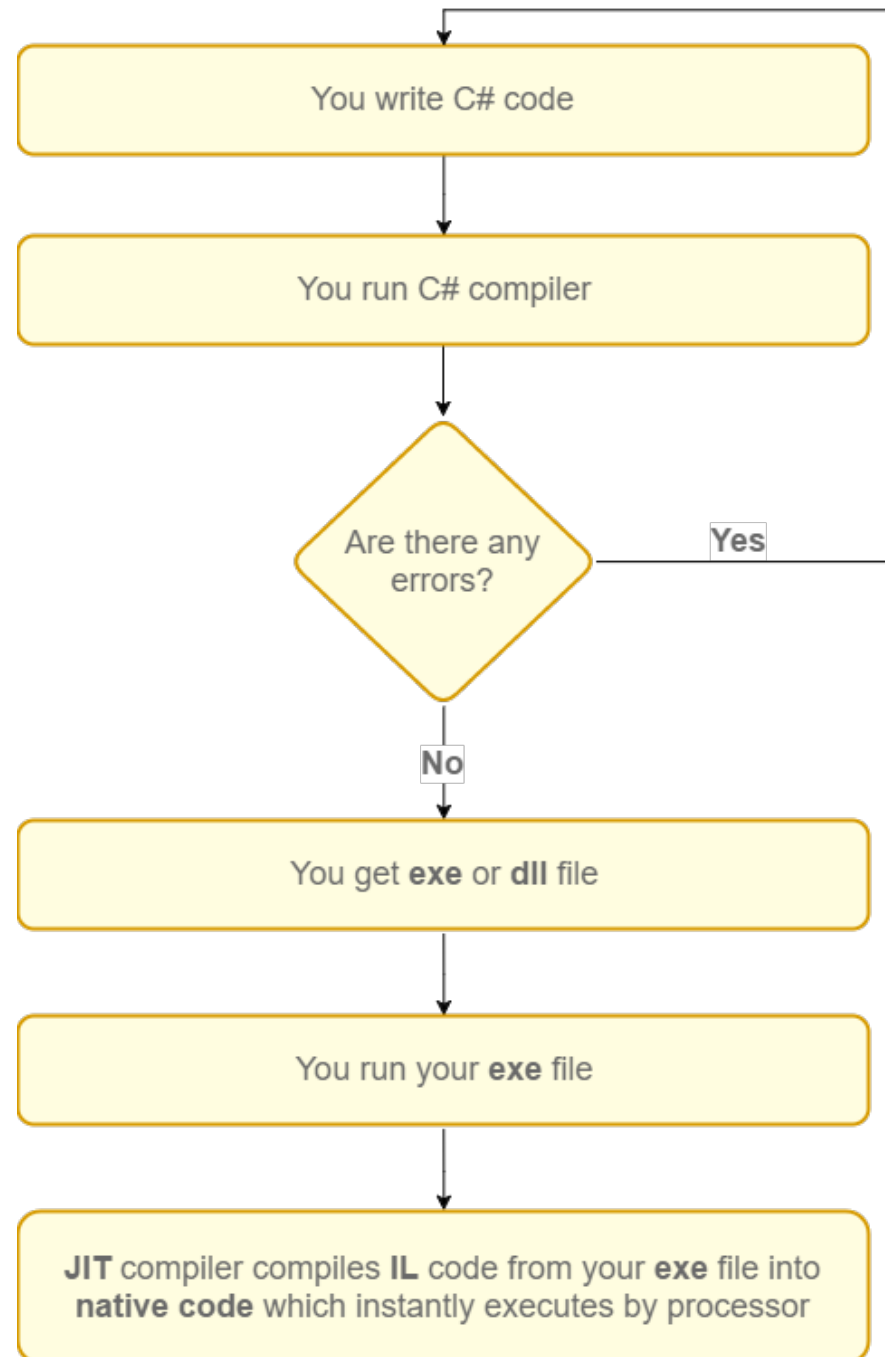 You write C# code
You run C# compiler
Are there any
errors?
Yes
No
You get exe or dll file
You run your exe file
JIT compiler compiles IL code from your exe file into
native code which instantly executes by processor